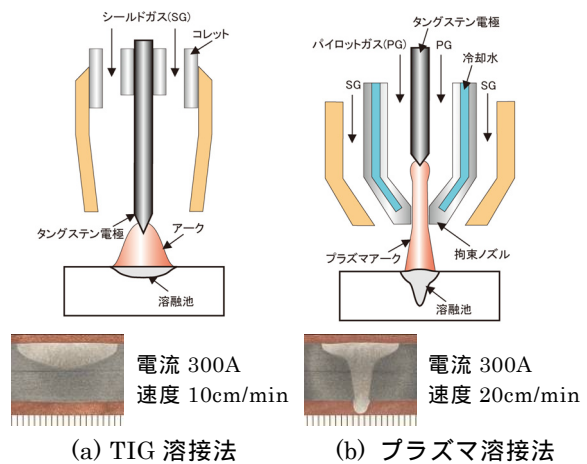 シールドガス(SG)
コレット
タングステン電極
アーク
溶融池
電流 300A
速度 10cm/min
(a) TIG 溶接法
タングステン電極
パイロットガス(PG)
PG
冷却水
SG
SG
プラズマアーク
拘束ノズル
溶融池
電流 300A
速度 20cm/min
(b) プラズマ溶接法